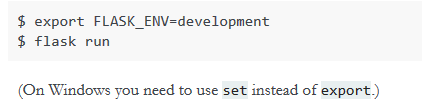 $ export FLASK_ENV=development
$ flask run
(On Windows you need to use set instead of export.)